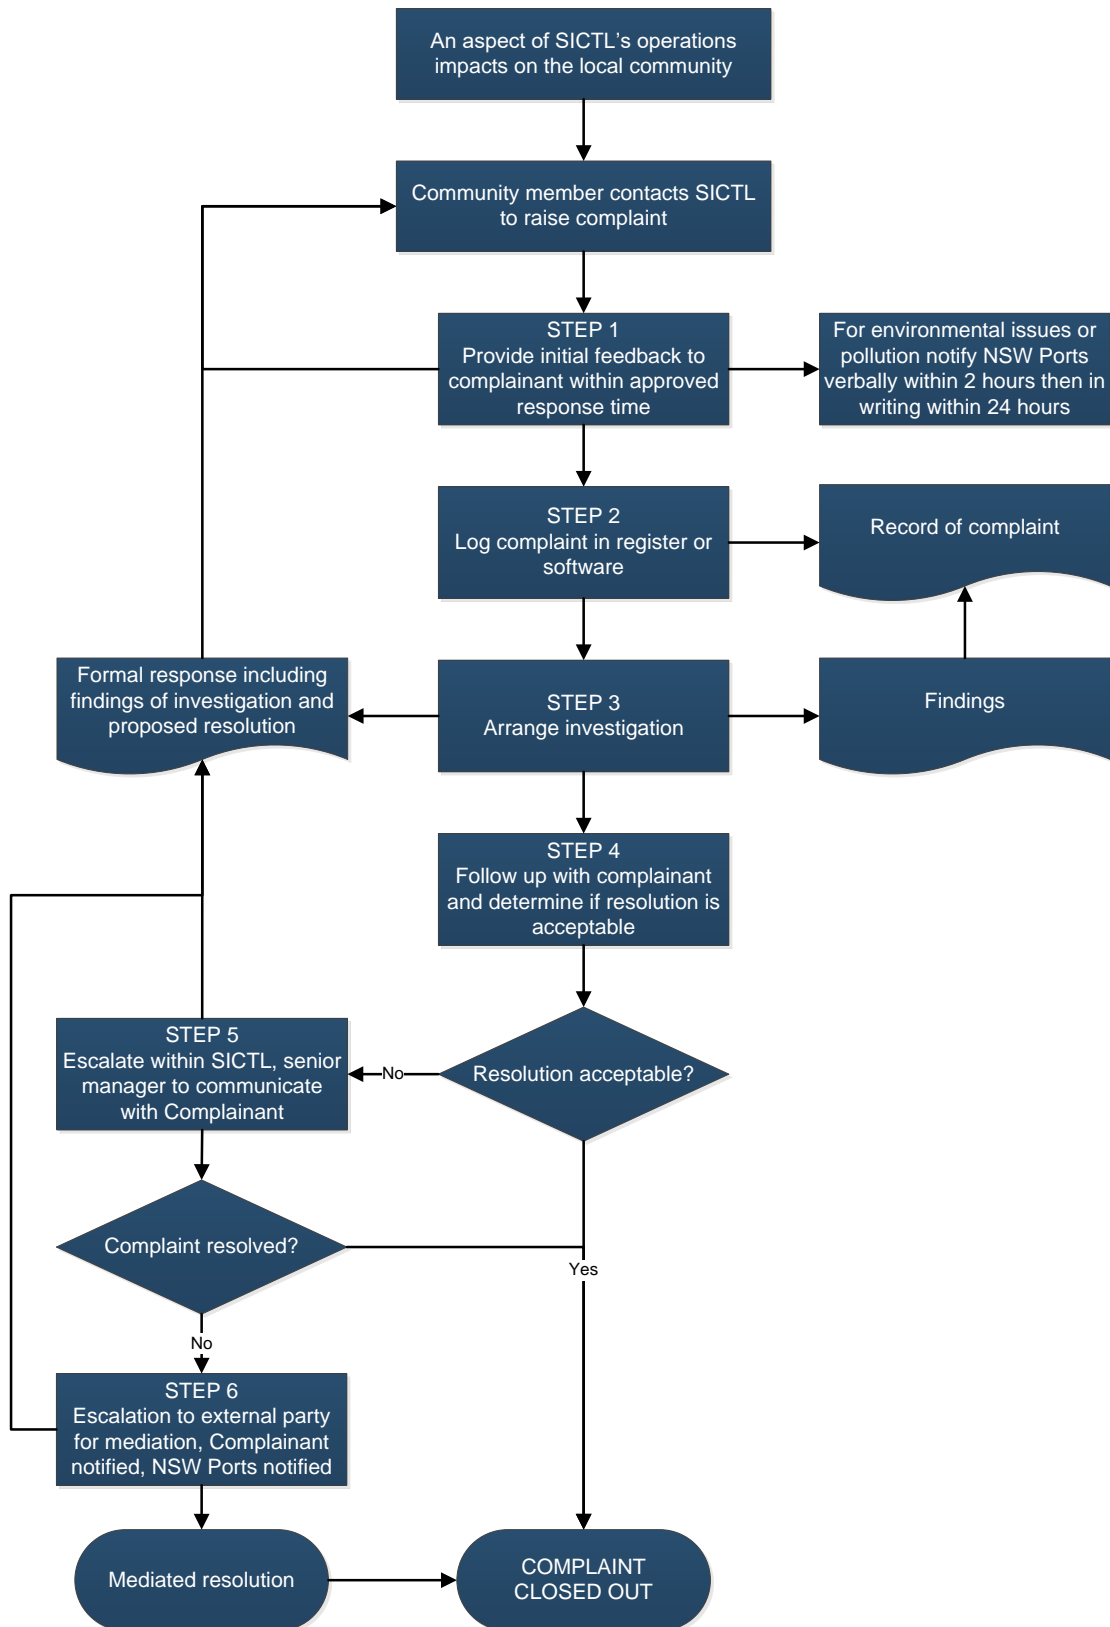 An aspect of SICTL's operations
impacts on the local community
Community member contacts SICTL
to raise complaint
STEP 1
Provide initial feedback to
complainant within approved
response time
For environmental issues or
pollution notify NSW Ports
verbally within 2 hours then in
writing within 24 hours
STEP 2
Log complaint in register or
software
Record of complaint
Formal response including
findings of investigation and
proposed resolution
STEP 3
Arrange investigation
Findings
STEP 4
Follow up with complainant
and determine if resolution is
acceptable
STEP 5
Escalate within SICTL, senior
manager to communicate
with Complainant
No
Resolution acceptable?
Complaint resolved?
Yes
No
STEP 6
Escalation to external party
for mediation, Complainant
notified, NSW Ports notified
Mediated resolution
COMPLAINT
CLOSED OUT